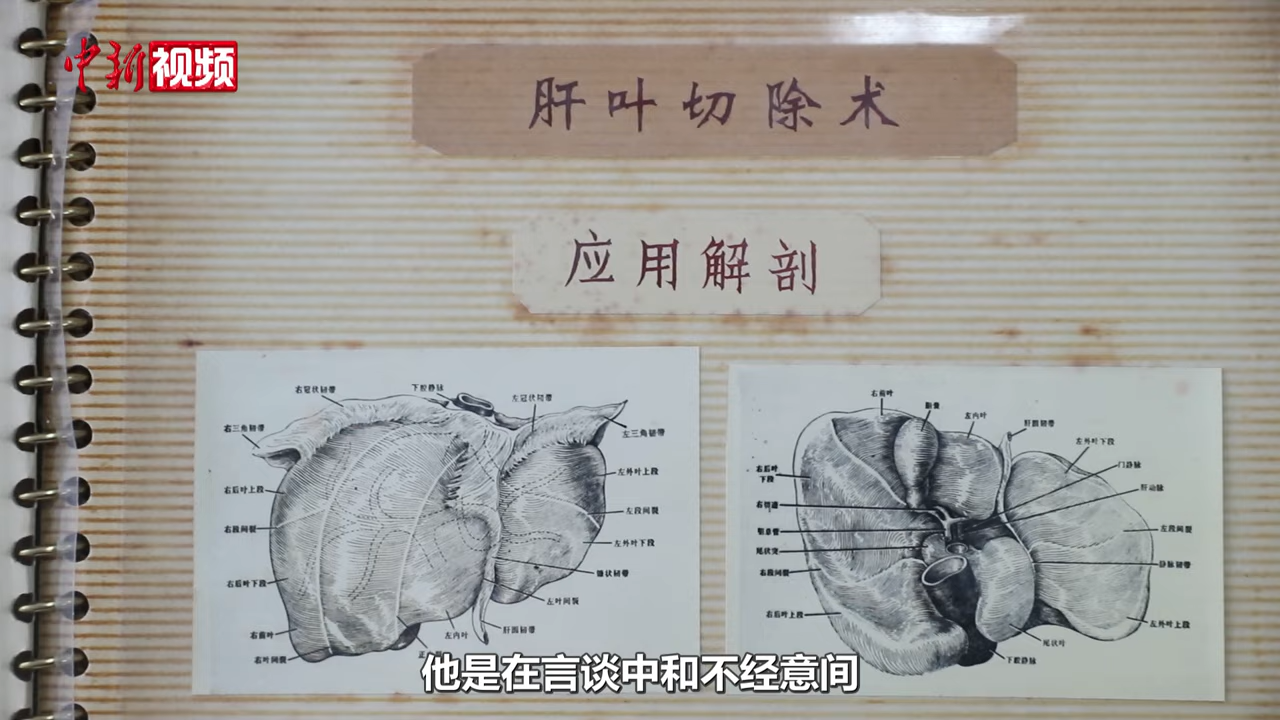 中新视频
肝叶切除术
应用解剖
右冠状韧带
下腔静脉
左冠状韧带
右三角韧带
左三角韧带
右后叶上段
左外叶上段
右段间裂
左段间裂
左外叶下段
右后叶下段
镰状韧带
左叶间裂
右前叶
左内叶
肝圆韧带
右叶间裂
右前叶
胆囊
左内叶
肝圆韧带
左外叶下段
右后叶
下段
门静脉
右切迹
肝动脉
胆总管
左段间裂
尾状突
右段间裂
静脉韧带
右后叶上段
左外叶上段
尾状叶
下腔静脉
他是在言谈中和不经意间